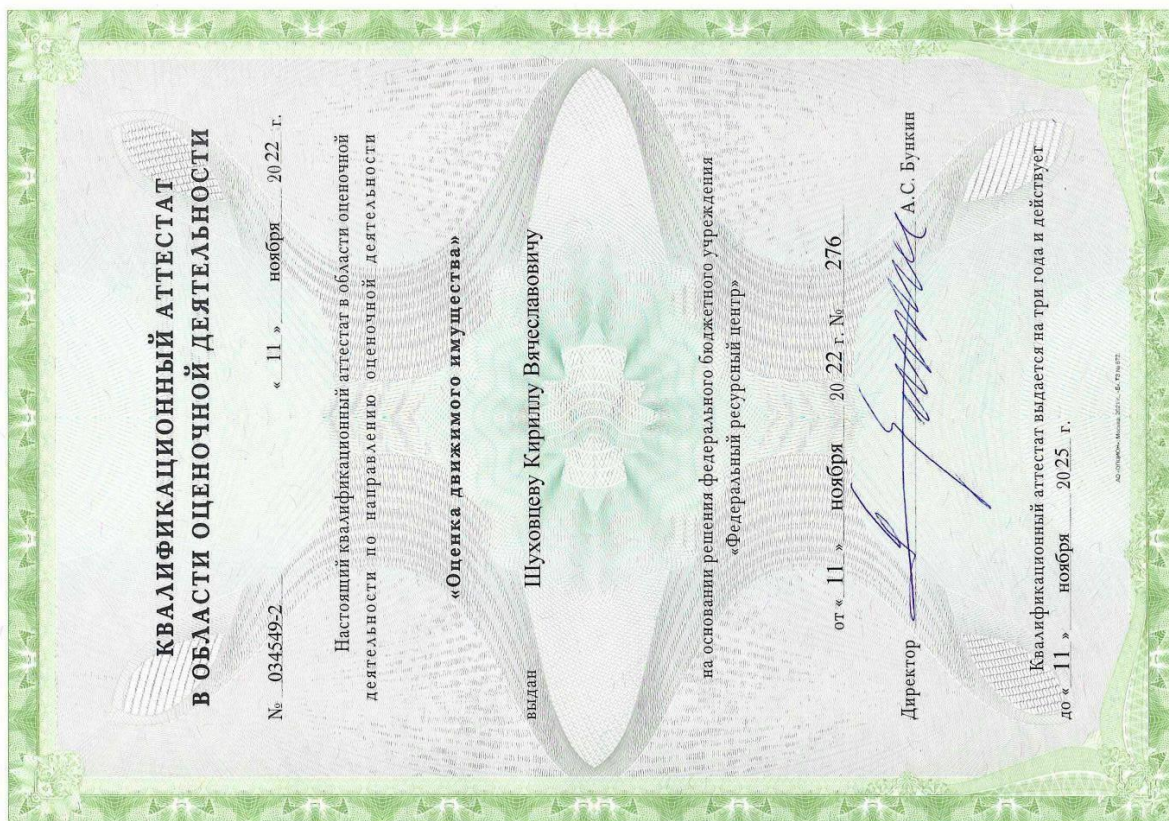 КВАЛИФИКАЦИОННЫЙ АТТЕСТАТ
В ОБЛАСТИ ОЦЕНОЧНОЙ ДЕЯТЕЛЬНОСТИ
№ 034549-2 « 11 » ноября 2022 г.
Настоящий квалификационный аттестат в области оценочной
деятельности по направлению оценочной деятельности
«Оценка движимого имущества»
выдан Шуховцеву Кириллу Вячеславовичу
на основании решения федерального бюджетного учреждения
«Федеральный ресурсный центр»
от « 11 » ноября 20 22 г. № 276
Директор А.С. Бункин
Квалификационный аттестат выдается на три года и действует
до « 11 » ноября 2025 г.